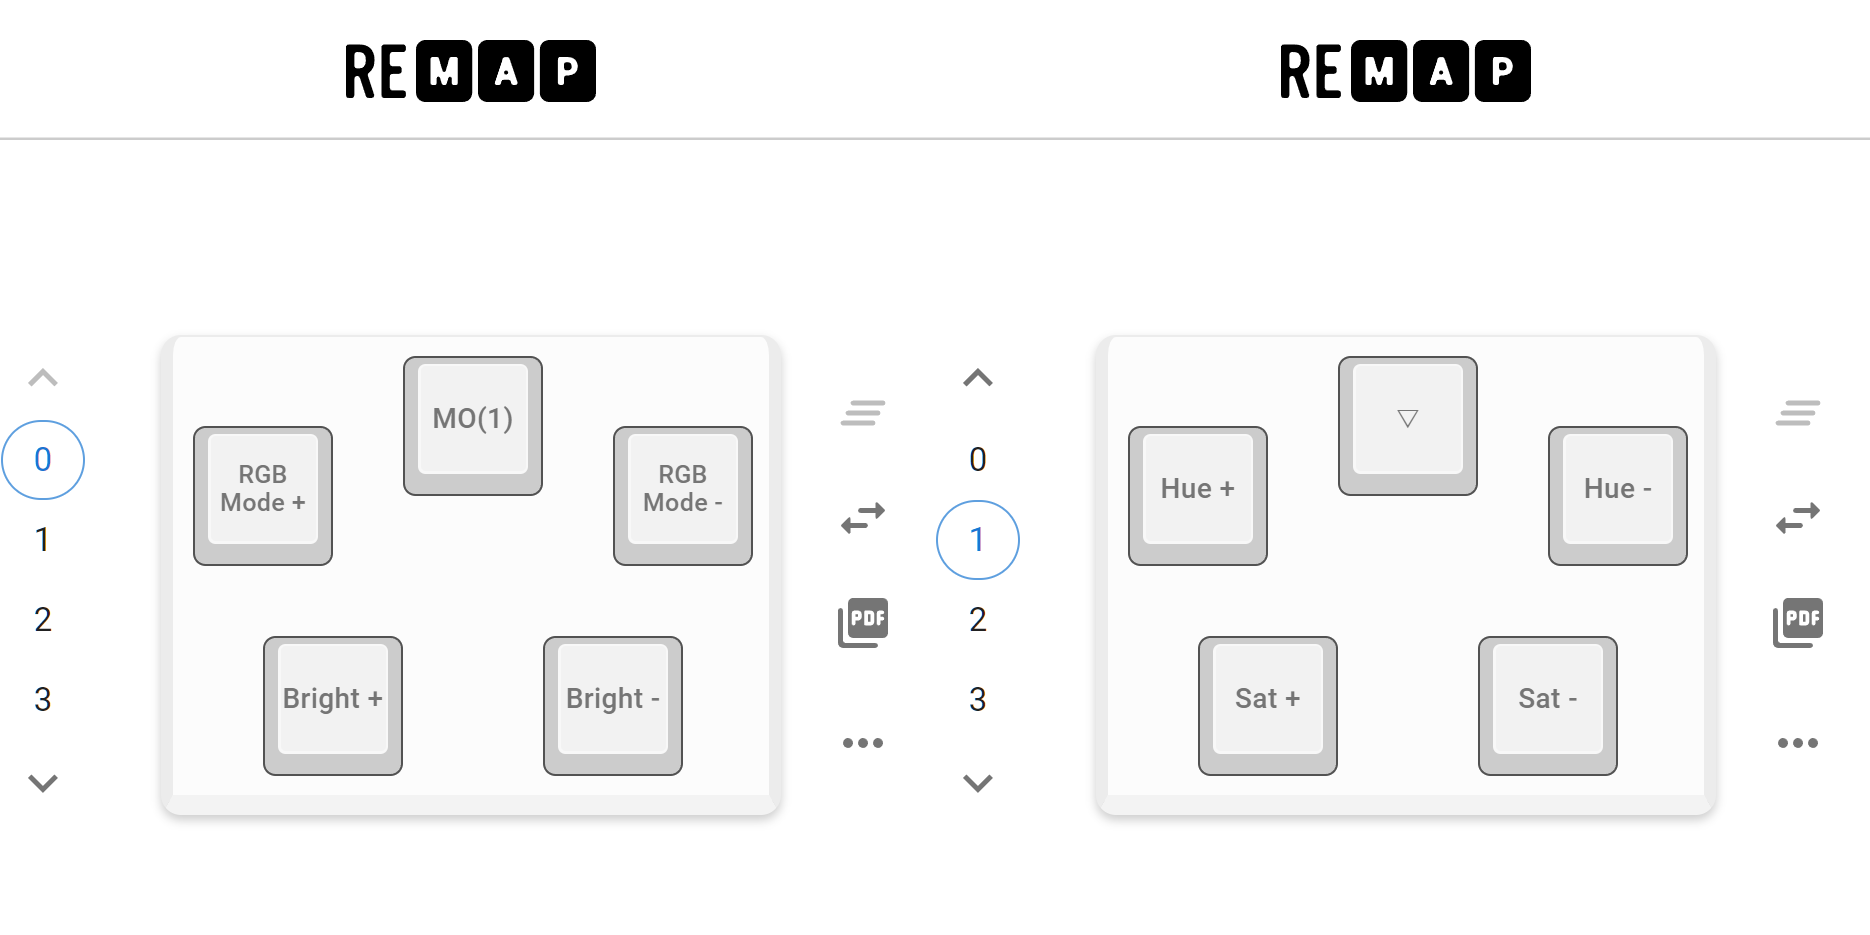 REMAP
REMAP
0
1
2
3
MO(1)
RGB
Mode +
RGB
Mode -
Bright +
Bright -
PDF
0
1
2
3
▽
Hue +
Hue -
Sat +
Sat -
PDF